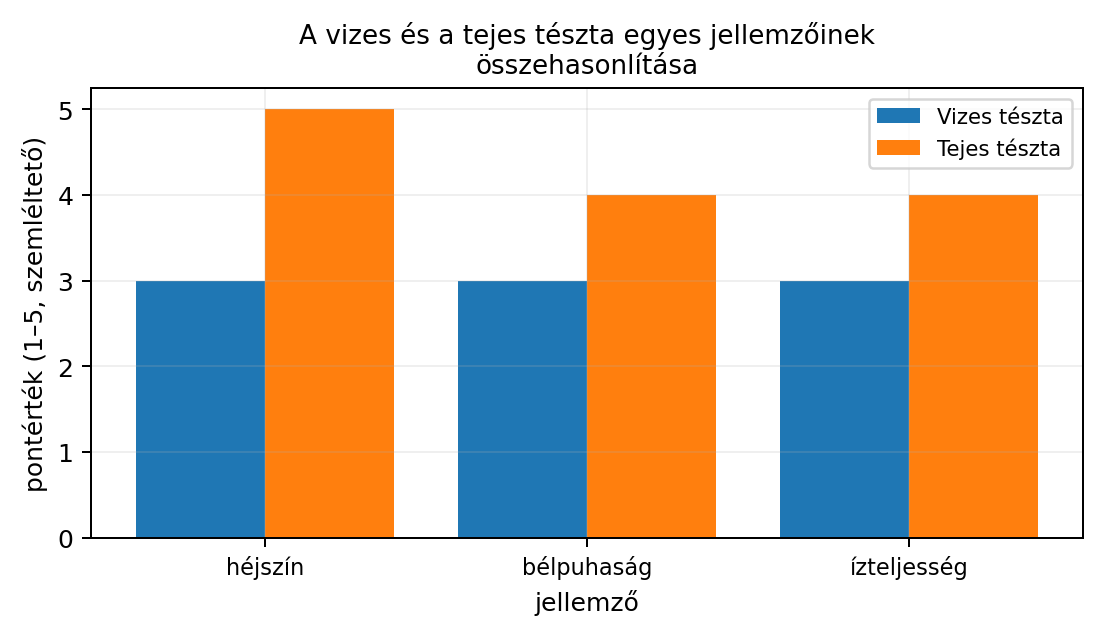 A vizes és a tejes tészta egyes jellemzőinek
összehasonlítása
pontérték (1–5, szemléltető)
5
4
3
2
1
0
Vizes tészta
Tejes tészta
héjszín
bélpuhaság
ízteljesség
jellemző